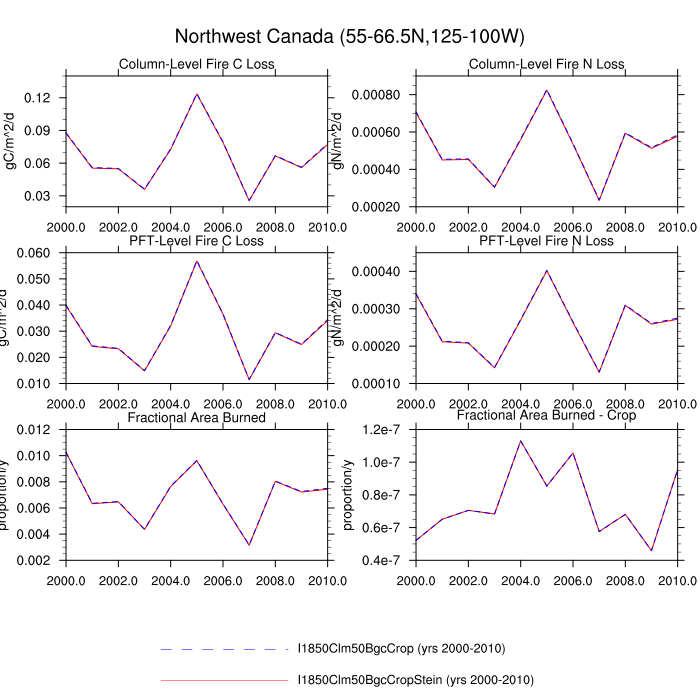 Northwest Canada (55-66.5N,125-100W)
Column-Level Fire C Loss
gC/m^2/d
0.12
0.09
0.06
0.03
2000.0 2002.0 2004.0 2006.0 2008.0 2010.0
Column-Level Fire N Loss
gN/m^2/d
0.00080
0.00060
0.00040
0.00020
2000.0 2002.0 2004.0 2006.0 2008.0 2010.0
PFT-Level Fire C Loss
gC/m^2/d
0.060
0.050
0.040
0.030
0.020
0.010
2000.0 2002.0 2004.0 2006.0 2008.0 2010.0
PFT-Level Fire N Loss
gN/m^2/d
0.00040
0.00030
0.00020
0.00010
2000.0 2002.0 2004.0 2006.0 2008.0 2010.0
Fractional Area Burned
proportion/y
0.012
0.010
0.008
0.006
0.004
0.002
2000.0 2002.0 2004.0 2006.0 2008.0 2010.0
Fractional Area Burned - Crop
proportion/y
1.2e-7
1.0e-7
0.8e-7
0.6e-7
0.4e-7
2000.0 2002.0 2004.0 2006.0 2008.0 2010.0
I1850Clm50BgcCrop (yrs 2000-2010)
I1850Clm50BgcCropStein (yrs 2000-2010)